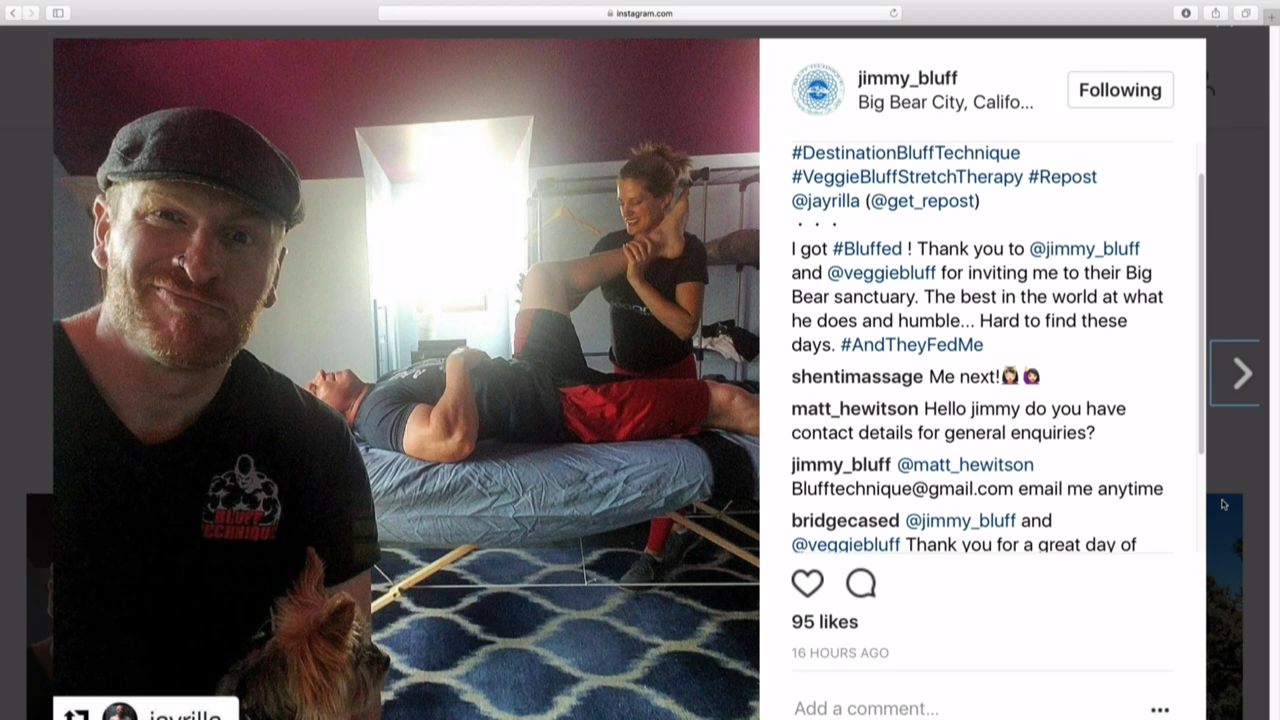 instagram.com
jimmy_bluff
Big Bear City, Califo...
Following
#DestinationBluffTechnique
#VeggieBluffStretchTherapy #Repost
@jayrilla (@get_repost)
・・・
I got #Bluffed ! Thank you to @jimmy_bluff
and @veggiebluff for inviting me to their Big
Bear sanctuary. The best in the world at what
he does and humble... Hard to find these
days. #AndTheyFedMe
shentimassage Me next!🙆🏼🙋🏻
matt_hewitson Hello jimmy do you have
contact details for general enquiries?
jimmy_bluff @matt_hewitson
Blufftechnique@gmail.com email me anytime
bridgecased @jimmy_bluff and
@veggiebluff Thank you for a great day of
95 likes
16 HOURS AGO
Add a comment...
BLUFF
TECHNIQUE
jayrilla